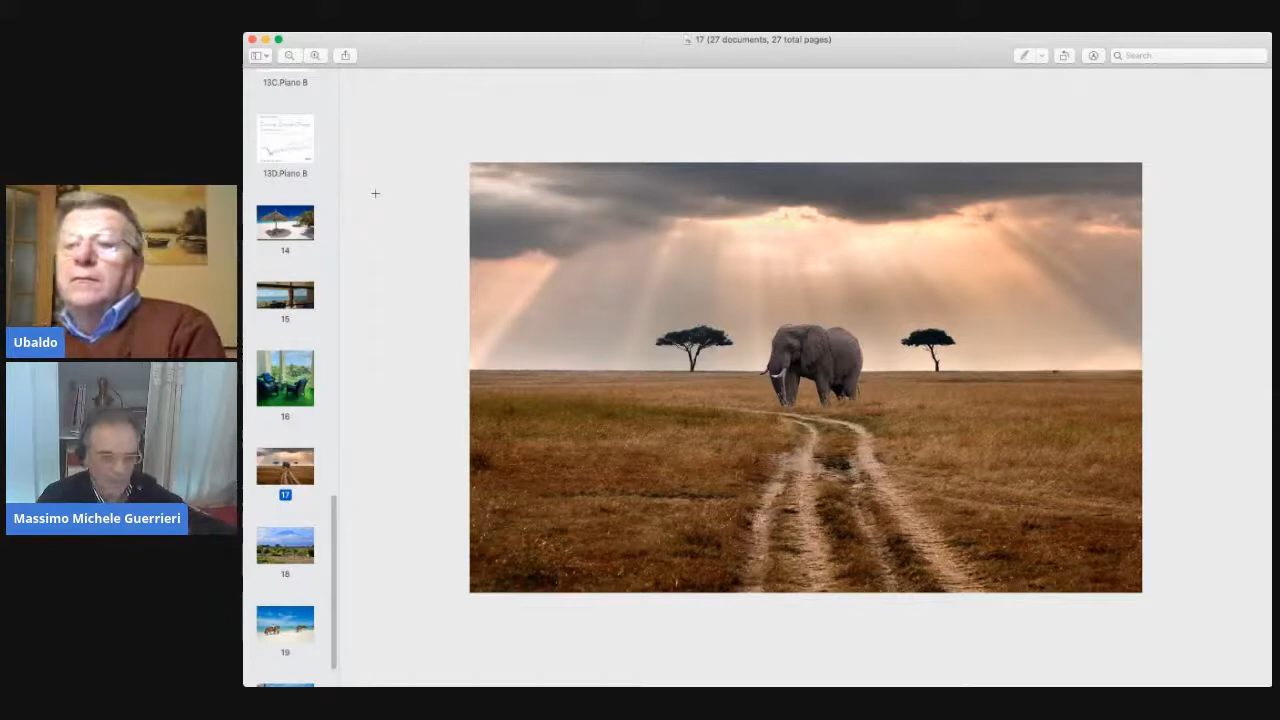 17 (27 documents, 27 total pages)
Search
13C.Piano B
13D.Piano B
14
15
16
17
18
19
Ubaldo
Massimo Michele Guerrieri